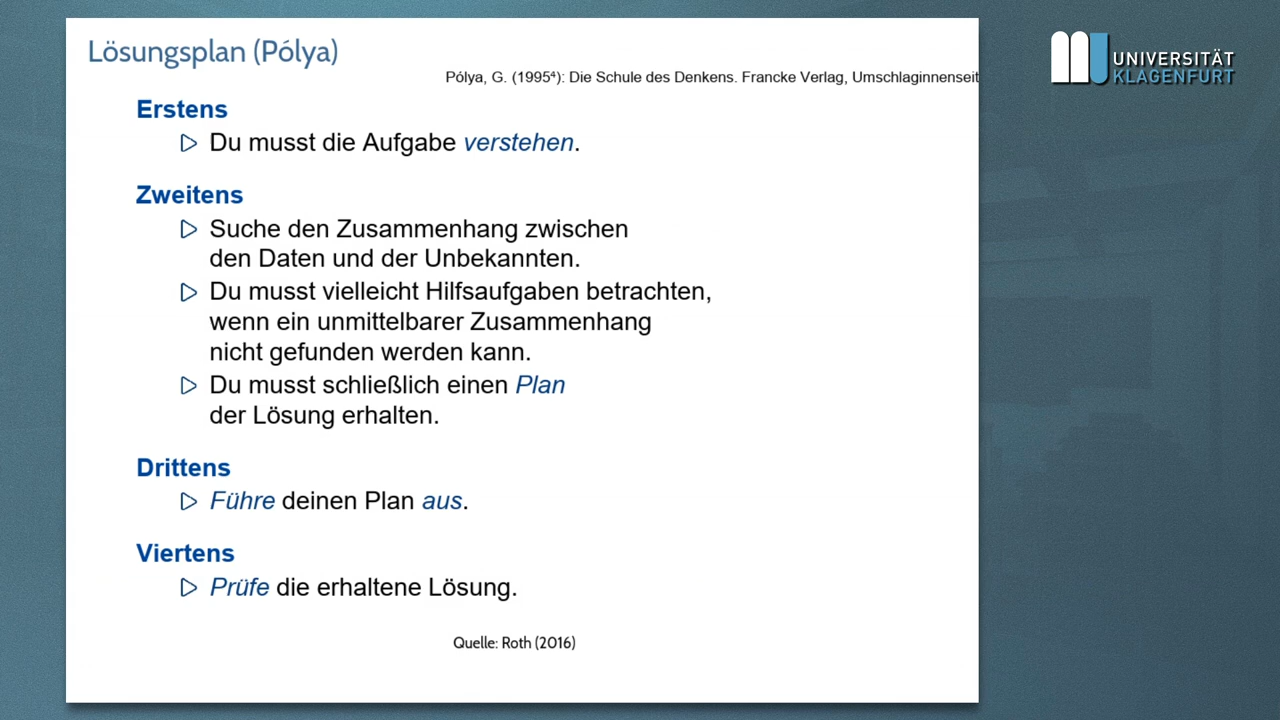 Lösungsplan (Pólya)
Pólya, G. (1995⁴): Die Schule des Denkens. Francke Verlag, Umschlaginnenseit
UNIVERSITÄT
KLAGENFURT
Erstens
Du musst die Aufgabe verstehen.
Zweitens
Suche den Zusammenhang zwischen
den Daten und der Unbekannten.
Du musst vielleicht Hilfsaufgaben betrachten,
wenn ein unmittelbarer Zusammenhang
nicht gefunden werden kann.
Du musst schließlich einen Plan
der Lösung erhalten.
Drittens
Führe deinen Plan aus.
Viertens
Prüfe die erhaltene Lösung.
Quelle: Roth (2016)